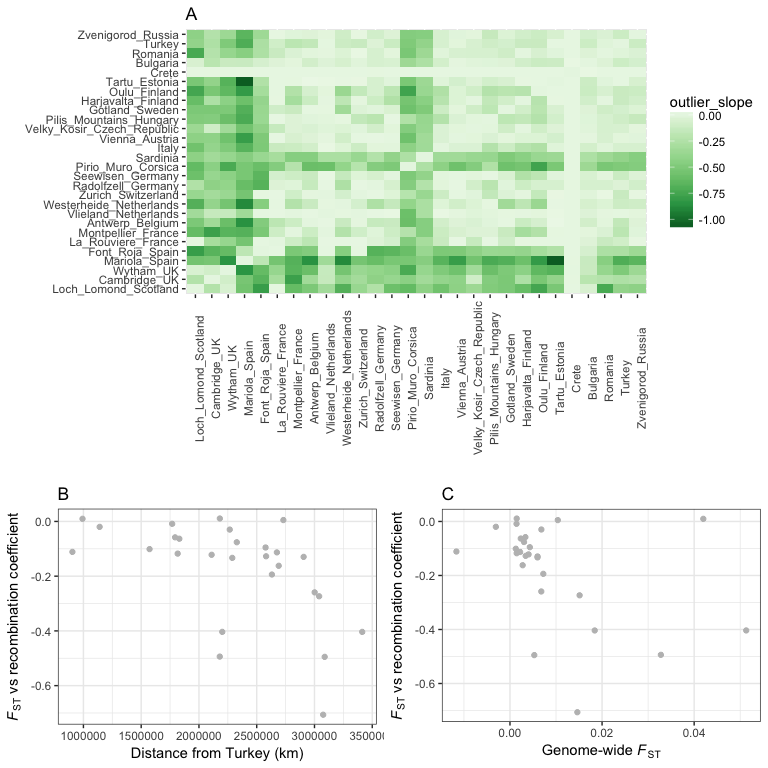 A
Zvenigorod_Russia
Turkey
Romania
Bulgaria
Crete
Tartu_Estonia
Oulu_Finland
Harjavalta_Finland
Gotland_Sweden
Pilis_Mountains_Hungary
Velky_Kosir_Czech_Republic
Vienna_Austria
Italy
Sardinia
Pirio_Muro_Corsica
Seewisen_Germany
Radolfzell_Germany
Zurich_Switzerland
Westerheide_Netherlands
Vlieland_Netherlands
Antwerp_Belgium
Montpellier_France
La_Rouviere_France
Font_Roja_Spain
Mariola_Spain
Wytham_UK
Cambridge_UK
Loch_Lomond_Scotland
Loch_Lomond_Scotland
Cambridge_UK
Wytham_UK
Mariola_Spain
Font_Roja_Spain
La_Rouviere_France
Montpellier_France
Antwerp_Belgium
Vlieland_Netherlands
Westerheide_Netherlands
Zurich_Switzerland
Radolfzell_Germany
Seewisen_Germany
Pirio_Muro_Corsica
Sardinia
Italy
Vienna_Austria
Velky_Kosir_Czech_Republic
Pilis_Mountains_Hungary
Gotland_Sweden
Harjavalta_Finland
Oulu_Finland
Tartu_Estonia
Crete
Bulgaria
Romania
Turkey
Zvenigorod_Russia
outlier_slope
0.00
-0.25
-0.50
-0.75
-1.00
B
FST vs recombination coefficient
0.0
-0.2
-0.4
-0.6
1000000 1500000 2000000 2500000 3000000 3500000
Distance from Turkey (km)
C
FST vs recombination coefficient
0.0
-0.2
-0.4
-0.6
0.00 0.02 0.04
Genome-wide FST